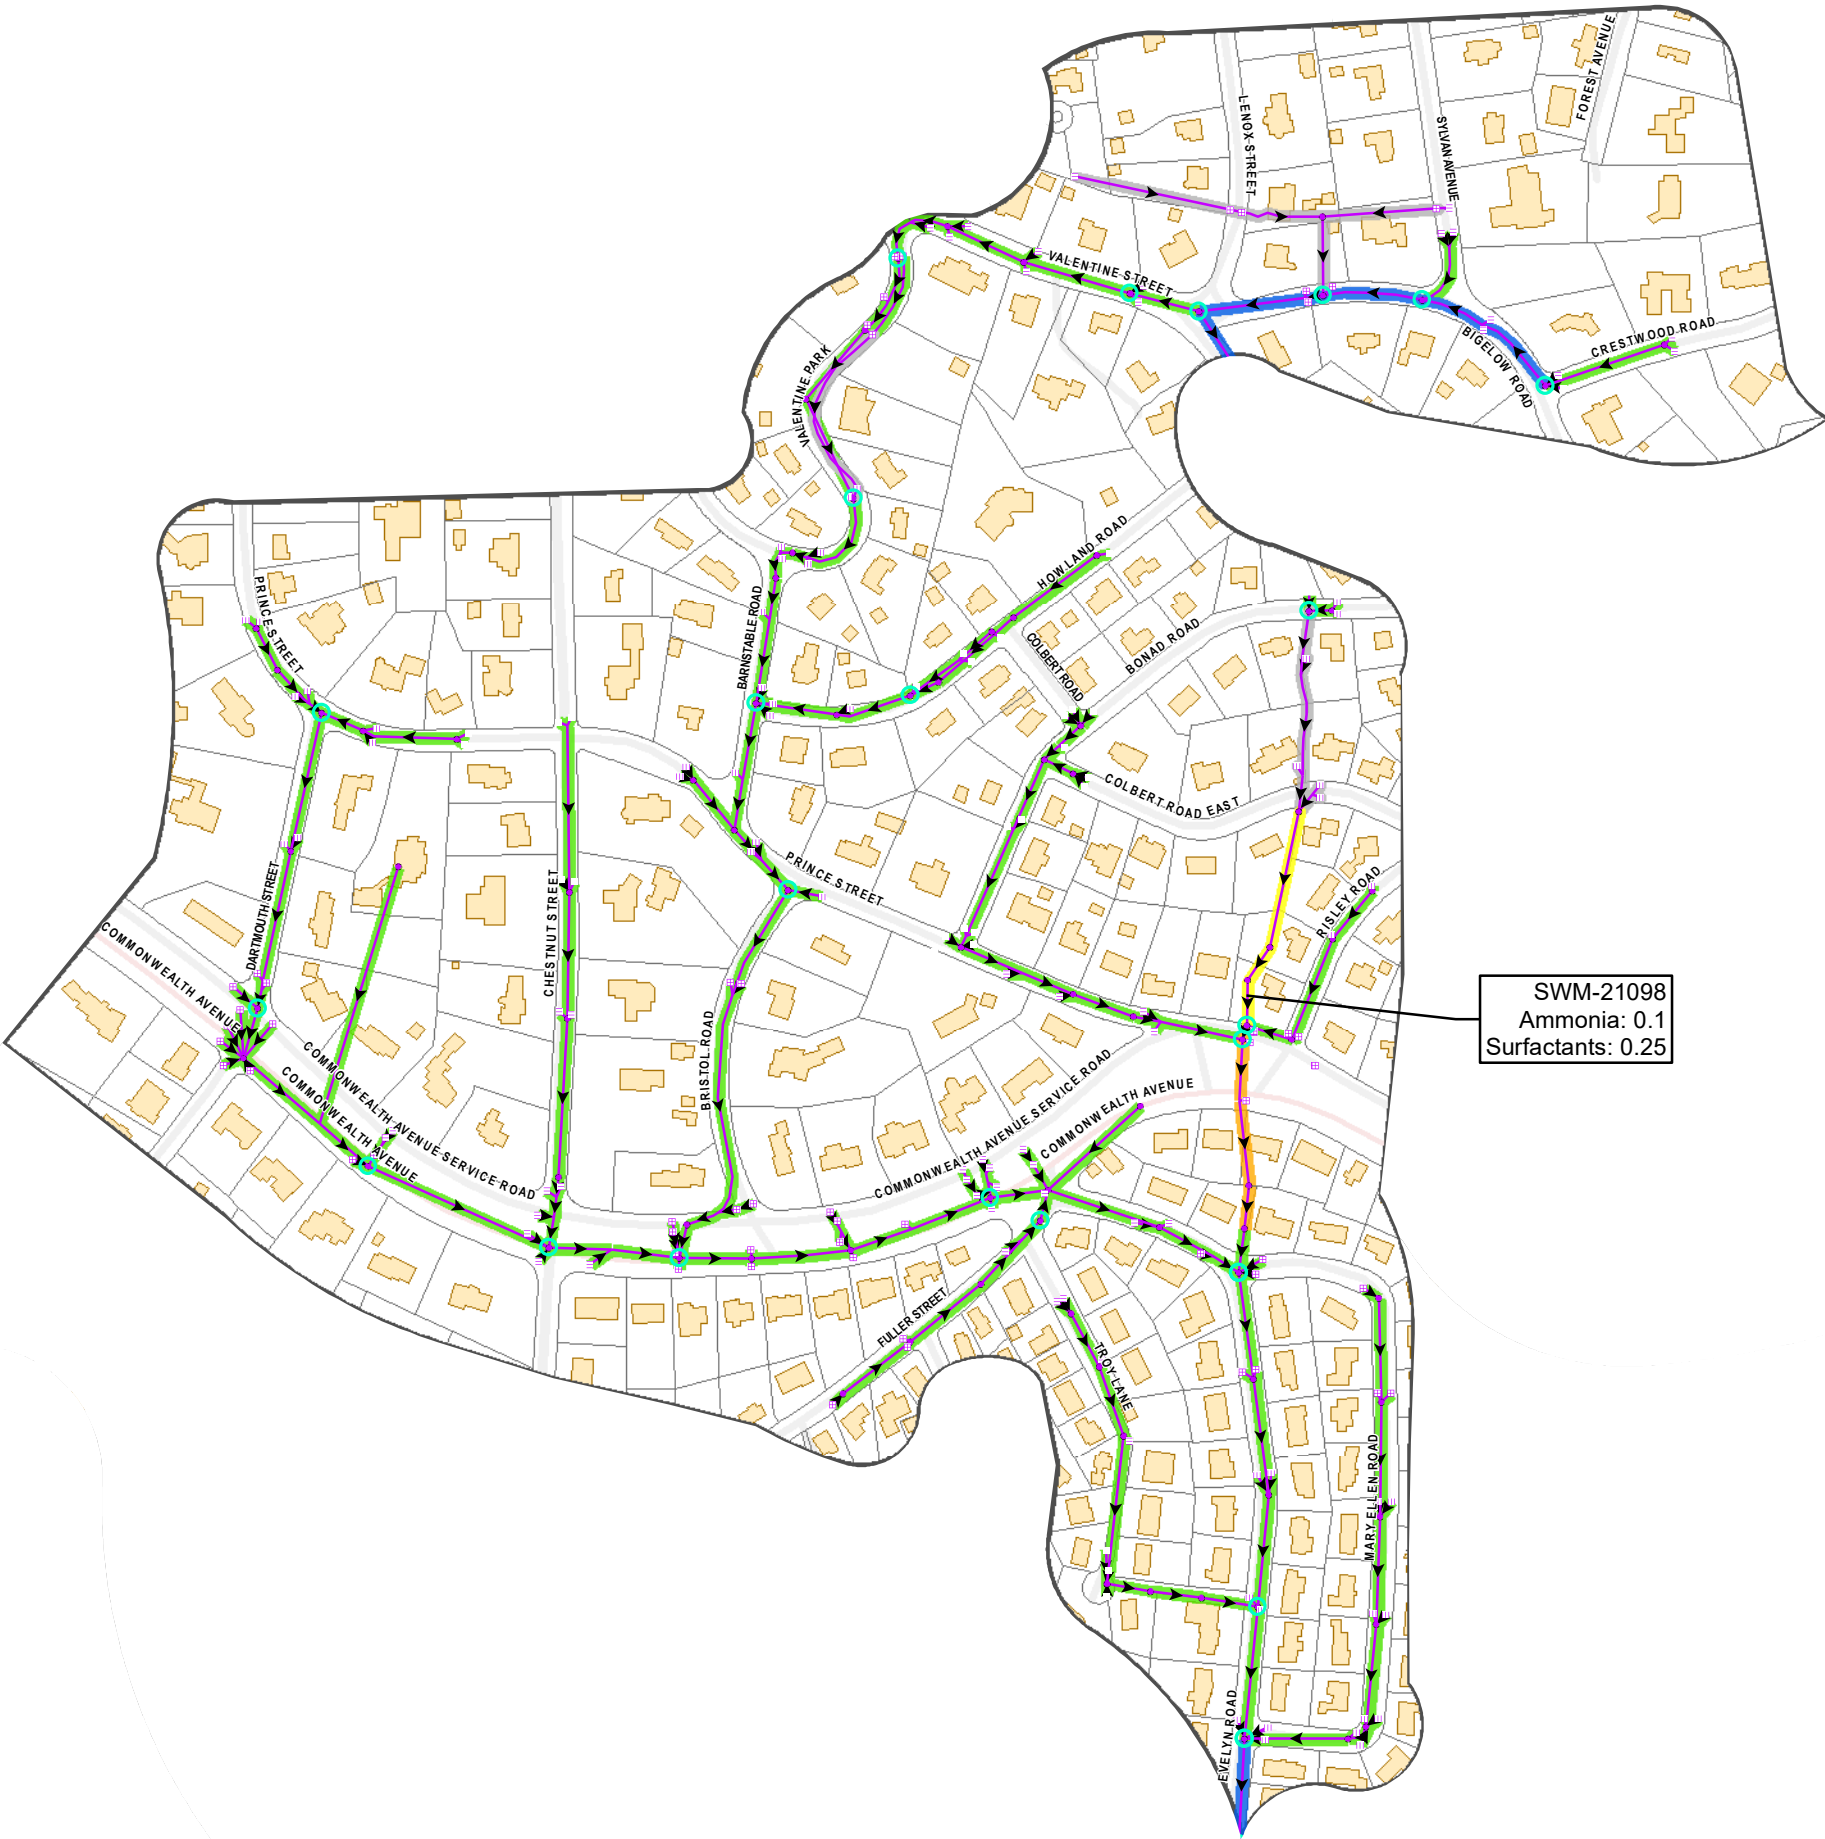 FOREST AVENUE
LENOX STREET
SYLVAN AVENUE
VALENTINE STREET
CRESTWOOD ROAD
BIGELOW ROAD
VALENTINE PARK
HOWLAND ROAD
PRINCE STREET
BARNSTABLE ROAD
COLBERT ROAD
BONAD ROAD
COLBERT ROAD EAST
PRINCE STREET
RISLEY ROAD
DARTMOUTH STREET
CHESTNUT STREET
COMMONWEALTH AVENUE
SWM-21098
Ammonia: 0.1
Surfactants: 0.25
BRISTOL ROAD
COMMONWEALTH AVENUE SERVICE ROAD
COMMONWEALTH AVENUE
COMMONWEALTH AVENUE SERVICE ROAD
COMMONWEALTH AVENUE
FULLER STREET
TROY LANE
MARY ELLEN ROAD
EVELYN ROAD